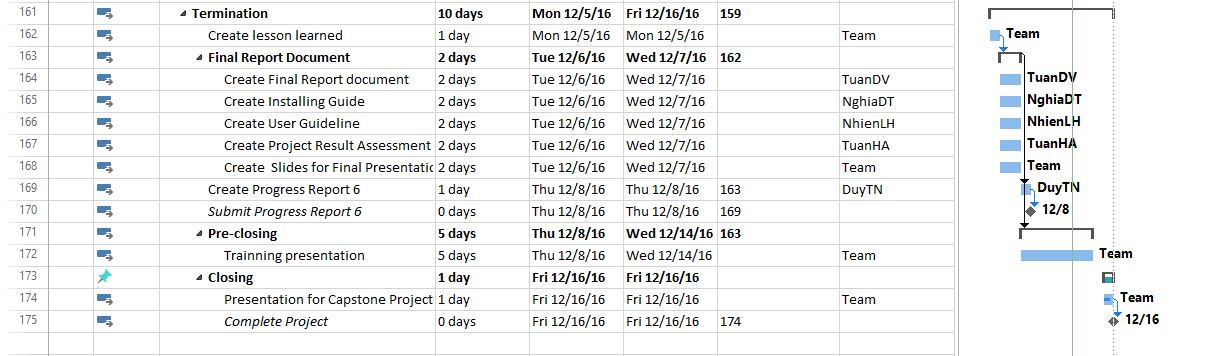 161 Termination 10 days Mon 12/5/16 Fri 12/16/16 159
162 Create lesson learned 1 day Mon 12/5/16 Mon 12/5/16 Team Team
163 Final Report Document 2 days Tue 12/6/16 Wed 12/7/16 162
164 Create Final Report document 2 days Tue 12/6/16 Wed 12/7/16 TuanDV TuanDV
165 Create Installing Guide 2 days Tue 12/6/16 Wed 12/7/16 NghiaDT NghiaDT
166 Create User Guideline 2 days Tue 12/6/16 Wed 12/7/16 NhienLH NhienLH
167 Create Project Result Assessment 2 days Tue 12/6/16 Wed 12/7/16 TuanHA TuanHA
168 Create Slides for Final Presentatic 2 days Tue 12/6/16 Wed 12/7/16 Team Team
169 Create Progress Report 6 1 day Thu 12/8/16 Thu 12/8/16 163 DuyTN DuyTN
170 Submit Progress Report 6 0 days Thu 12/8/16 Thu 12/8/16 169 12/8
171 Pre-closing 5 days Thu 12/8/16 Wed 12/14/16 163
172 Trainning presentation 5 days Thu 12/8/16 Wed 12/14/16 Team Team
173 Closing 1 day Fri 12/16/16 Fri 12/16/16
174 Presentation for Capstone Project 1 day Fri 12/16/16 Fri 12/16/16 Team Team
175 Complete Project 0 days Fri 12/16/16 Fri 12/16/16 174 12/16